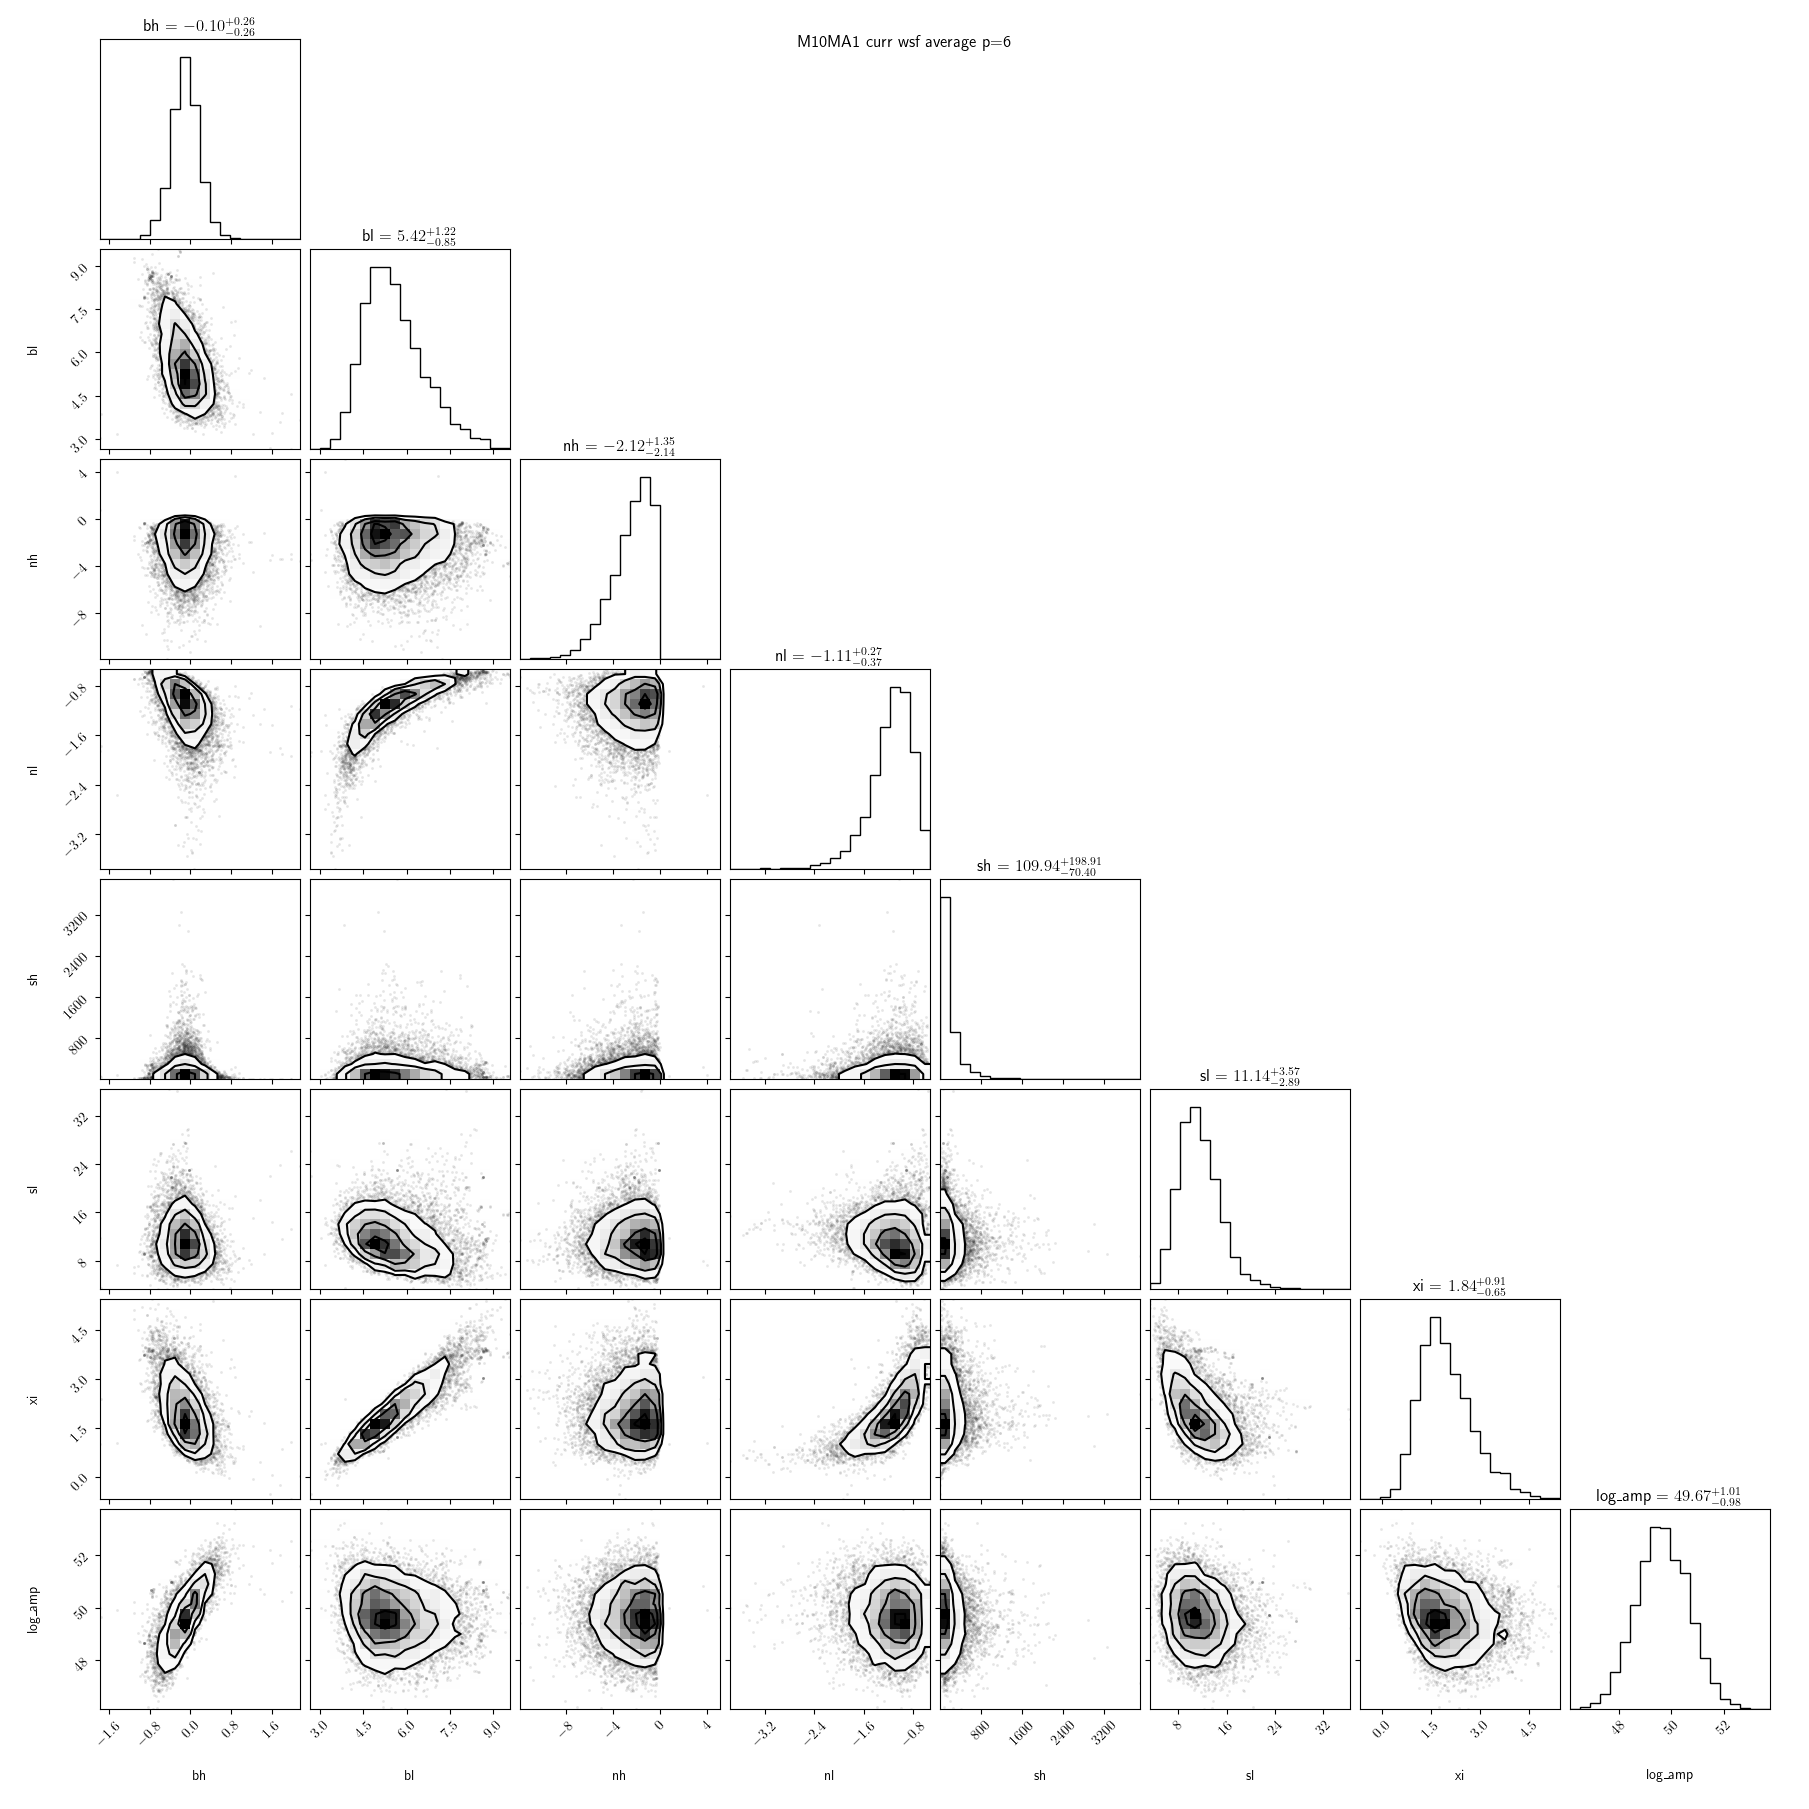 M10MA1 curr wsf average p=6
bh = −0.10 +0.26 −0.26
bl = 5.42 +1.22 −0.85
9.0
7.5
6.0
4.5
3.0
bl
nh = −2.12 +1.35 −2.14
4
0
−4
−8
nh
nl = −1.11 +0.27 −0.37
−0.8
−1.6
−2.4
−3.2
nl
sh = 109.94 +198.91 −70.40
3200
2400
1600
800
sh
sl = 11.14 +3.57 −2.89
32
24
16
8
sl
xi = 1.84 +0.91 −0.65
4.5
3.0
1.5
0.0
xi
log_amp = 49.67 +1.01 −0.98
52
50
48
log_amp
−1.6 −0.8 0.0 0.8 1.6 3.0 4.5 6.0 7.5 9.0 −8 −4 0 4 −3.2 −2.4 −1.6 −0.8 800 1600 2400 3200 8 16 24 32 0.0 1.5 3.0 4.5 48 50 52
bh bl nh nl sh sl xi log_amp